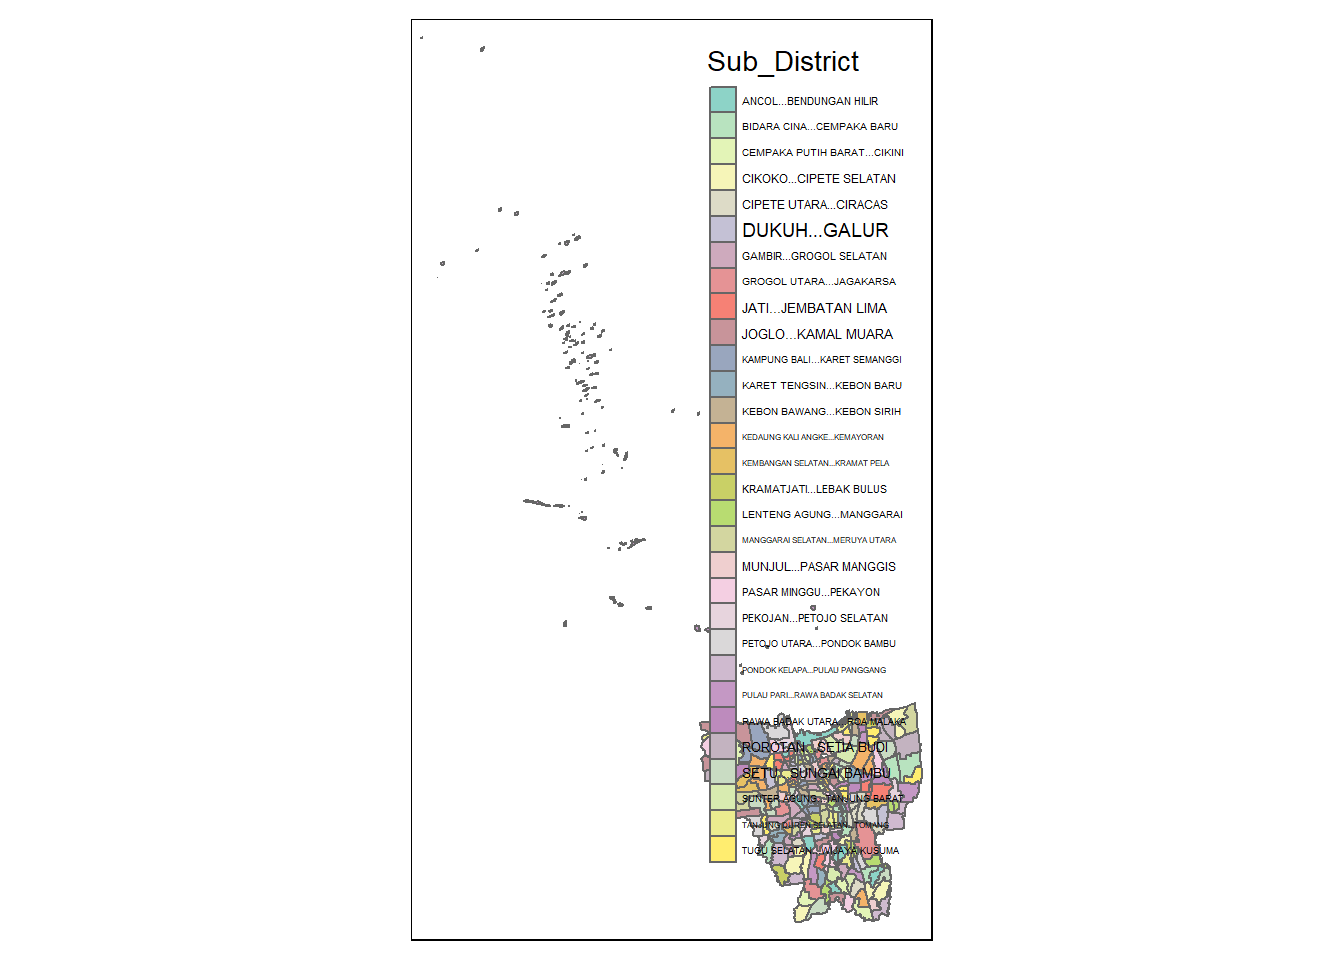 Sub_District
ANCOL...BENDUNGAN HILIR
BIDARA CINA...CEMPAKA BARU
CEMPAKA PUTIH BARAT...CIKINI
CIKOKO...CIPETE SELATAN
CIPETE UTARA...CIRACAS
DUKUH...GALUR
GAMBIR...GROGOL SELATAN
GROGOL UTARA...JAGAKARSA
JATI...JEMBATAN LIMA
JOGLO...KAMAL MUARA
KAMPUNG BALI...KARET SEMANGGI
KARET TENGSIN...KEBON BARU
KEBON BAWANG...KEBON SIRIH
KEDAUNG KALI ANGKE...KEMAYORAN
KEMBANGAN SELATAN...KRAMAT PELA
KRAMATJATI...LEBAK BULUS
LENTENG AGUNG...MANGGARAI
MANGGARAI SELATAN...MERUYA UTARA
MUNJUL...PASAR MANGGIS
PASAR MINGGU...PEKAYON
PEKOJAN...PETOJO SELATAN
PETOJO UTARA...PONDOK BAMBU
PONDOK KELAPA...PULAU PANGGANG
PULAU PARI...RAWA BADAK SELATAN
RAWA BADAK UTARA...ROA MALAKA
ROROTAN...SETIA BUDI
SETU...SUNGAI BAMBU
SUNTER AGUNG...TANJUNG BARAT
TANJUNG DUREN SELATAN...TOMANG
TUGU SELATAN...WIJAYA KUSUMA